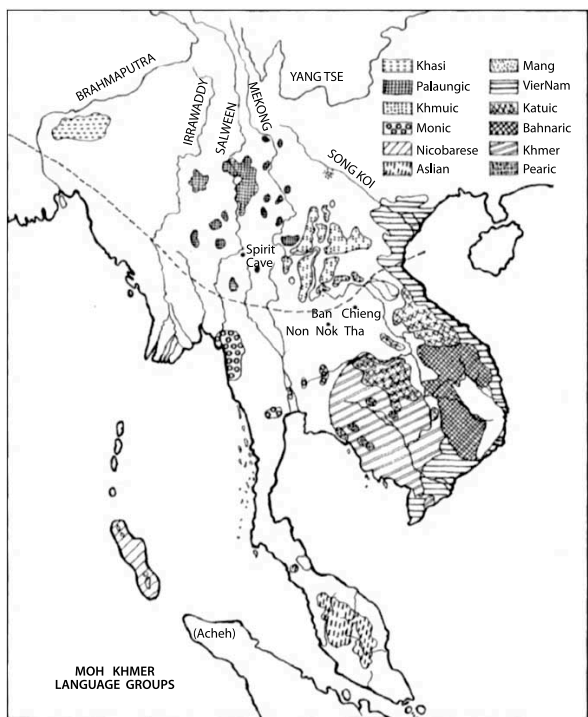 BRAHMAPUTRA
IRRAWADDY
SALWEEN
MEKONG
YANG TSE
SONG KOI
Khasi
Palaungic
Khmuic
Monic
Nicobarese
Aslian
Mang
VierNam
Katuic
Bahnaric
Khmer
Pearic
Spirit
Cave
Ban Chieng
Non Nok Tha
(Acheh)
MOH KHMER
LANGUAGE GROUPS